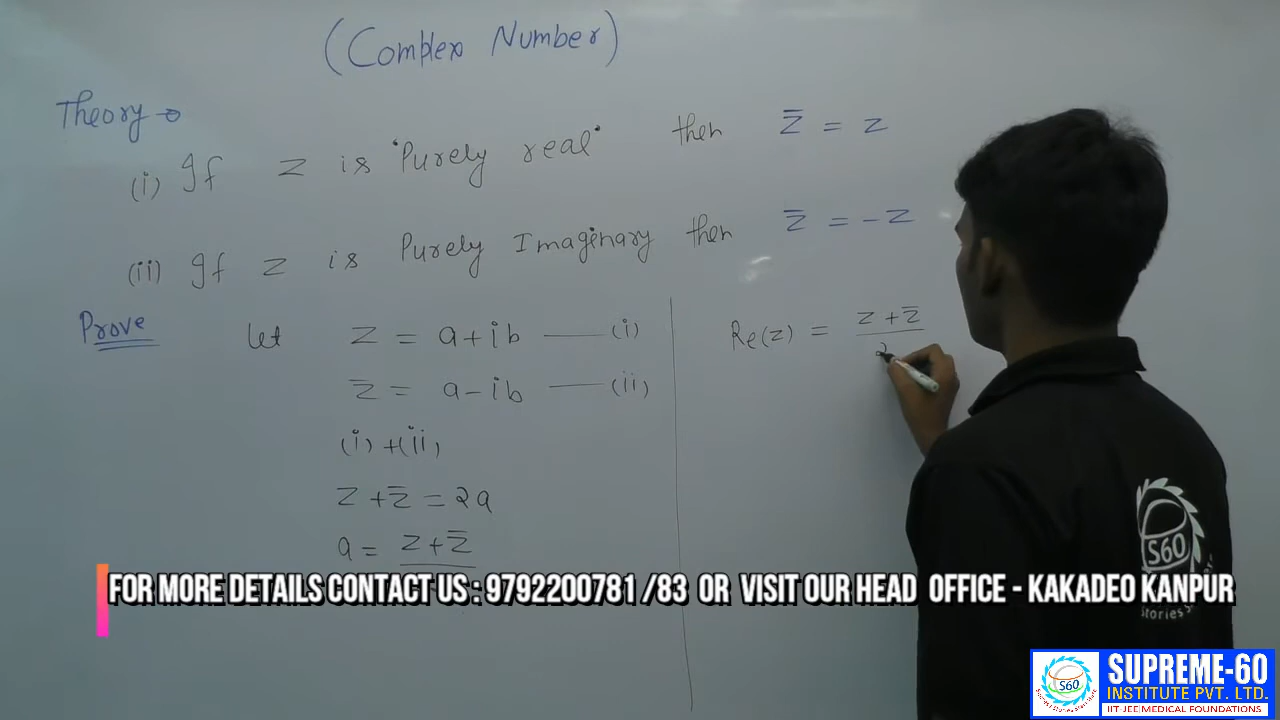 (Complex Number)
Theory →
(i) If z is "Purely real" then z̄ = z
(ii) If z is Purely Imaginary then z̄ = -z
Prove let z = a+ib —— (i)
z̄ = a-ib —— (ii)
(i)+(ii)
z+z̄ = 2a
a = z+z̄
Re(z) = z+z̄
2
FOR MORE DETAILS CONTACT US : 9792200781 /83 OR VISIT OUR HEAD OFFICE - KAKADEO KANPUR
S60
SUPREME-60
INSTITUTE PVT. LTD.
IIT-JEE|MEDICAL FOUNDATIONS
S60